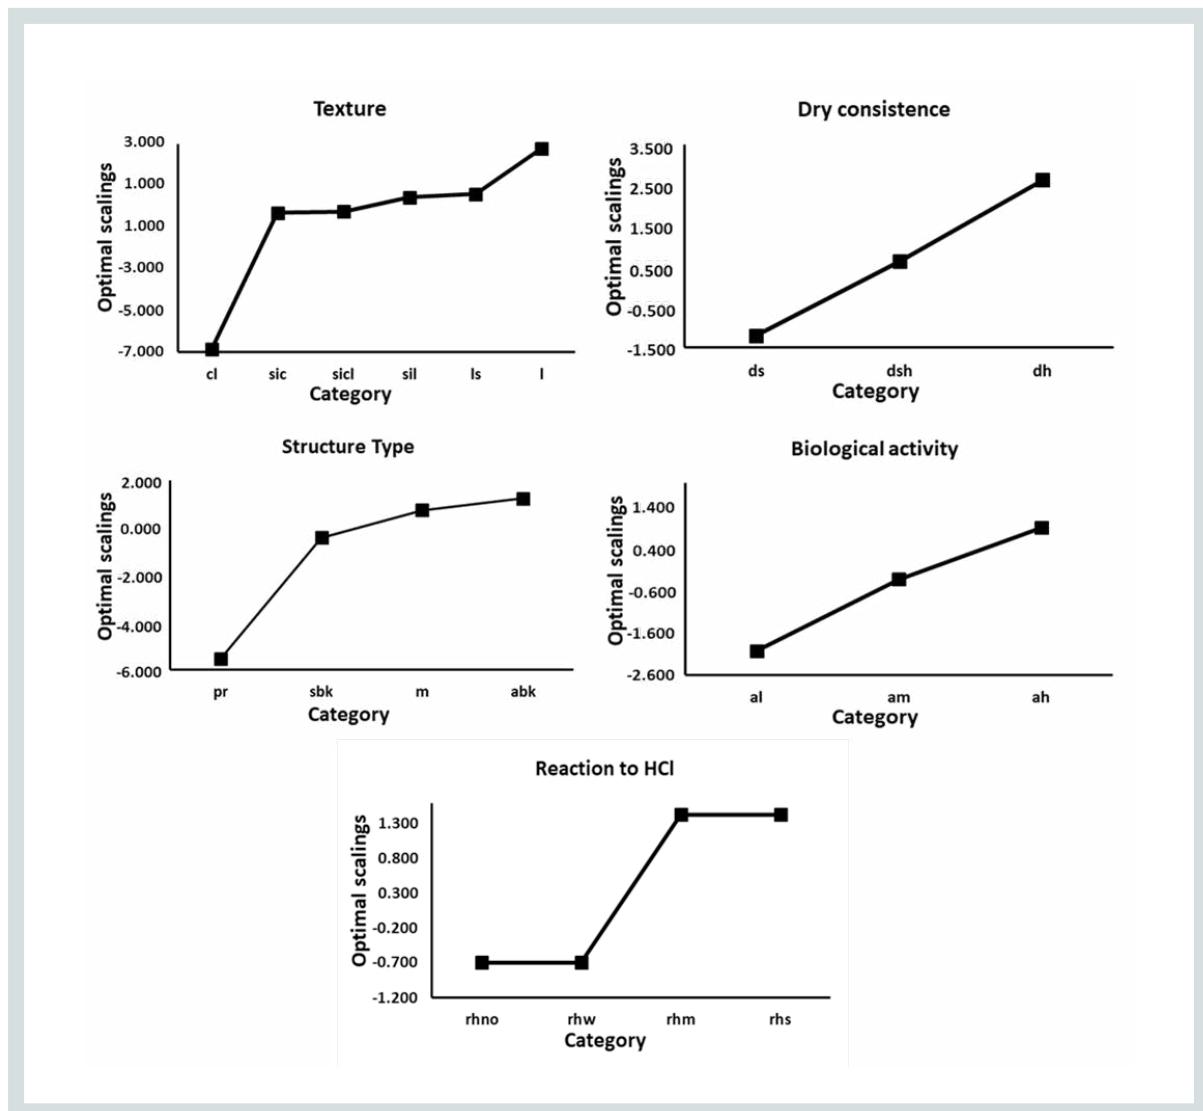 Texture
Optimal scalings
3.000
1.000
1.000
-3.000
-5.000
-7.000
cl sic sicl sil ls l
Category
Dry consistence
Optimal scalings
3.500
2.500
1.500
0.500
-0.500
-1.500
ds dsh dh
Category
Structure Type
Optimal scalings
2.000
0.000
-2.000
-4.000
-6.000
pr sbk m abk
Category
Biological activity
Optimal scalings
1.400
0.400
-0.600
-1.600
-2.600
al am ah
Category
Reaction to HCl
Optimal scalings
1.300
0.800
0.300
-0.200
-0.700
-1.200
rhno rhw rhm rhs
Category